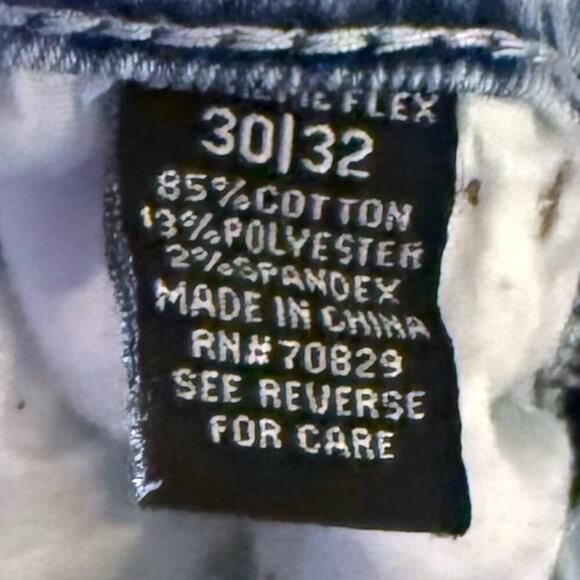 FLEX
30|32
85%COTTON
13%POLYESTER
2%SPANDEX
MADE IN CHINA
RN#70829
SEE REVERSE
FOR CARE